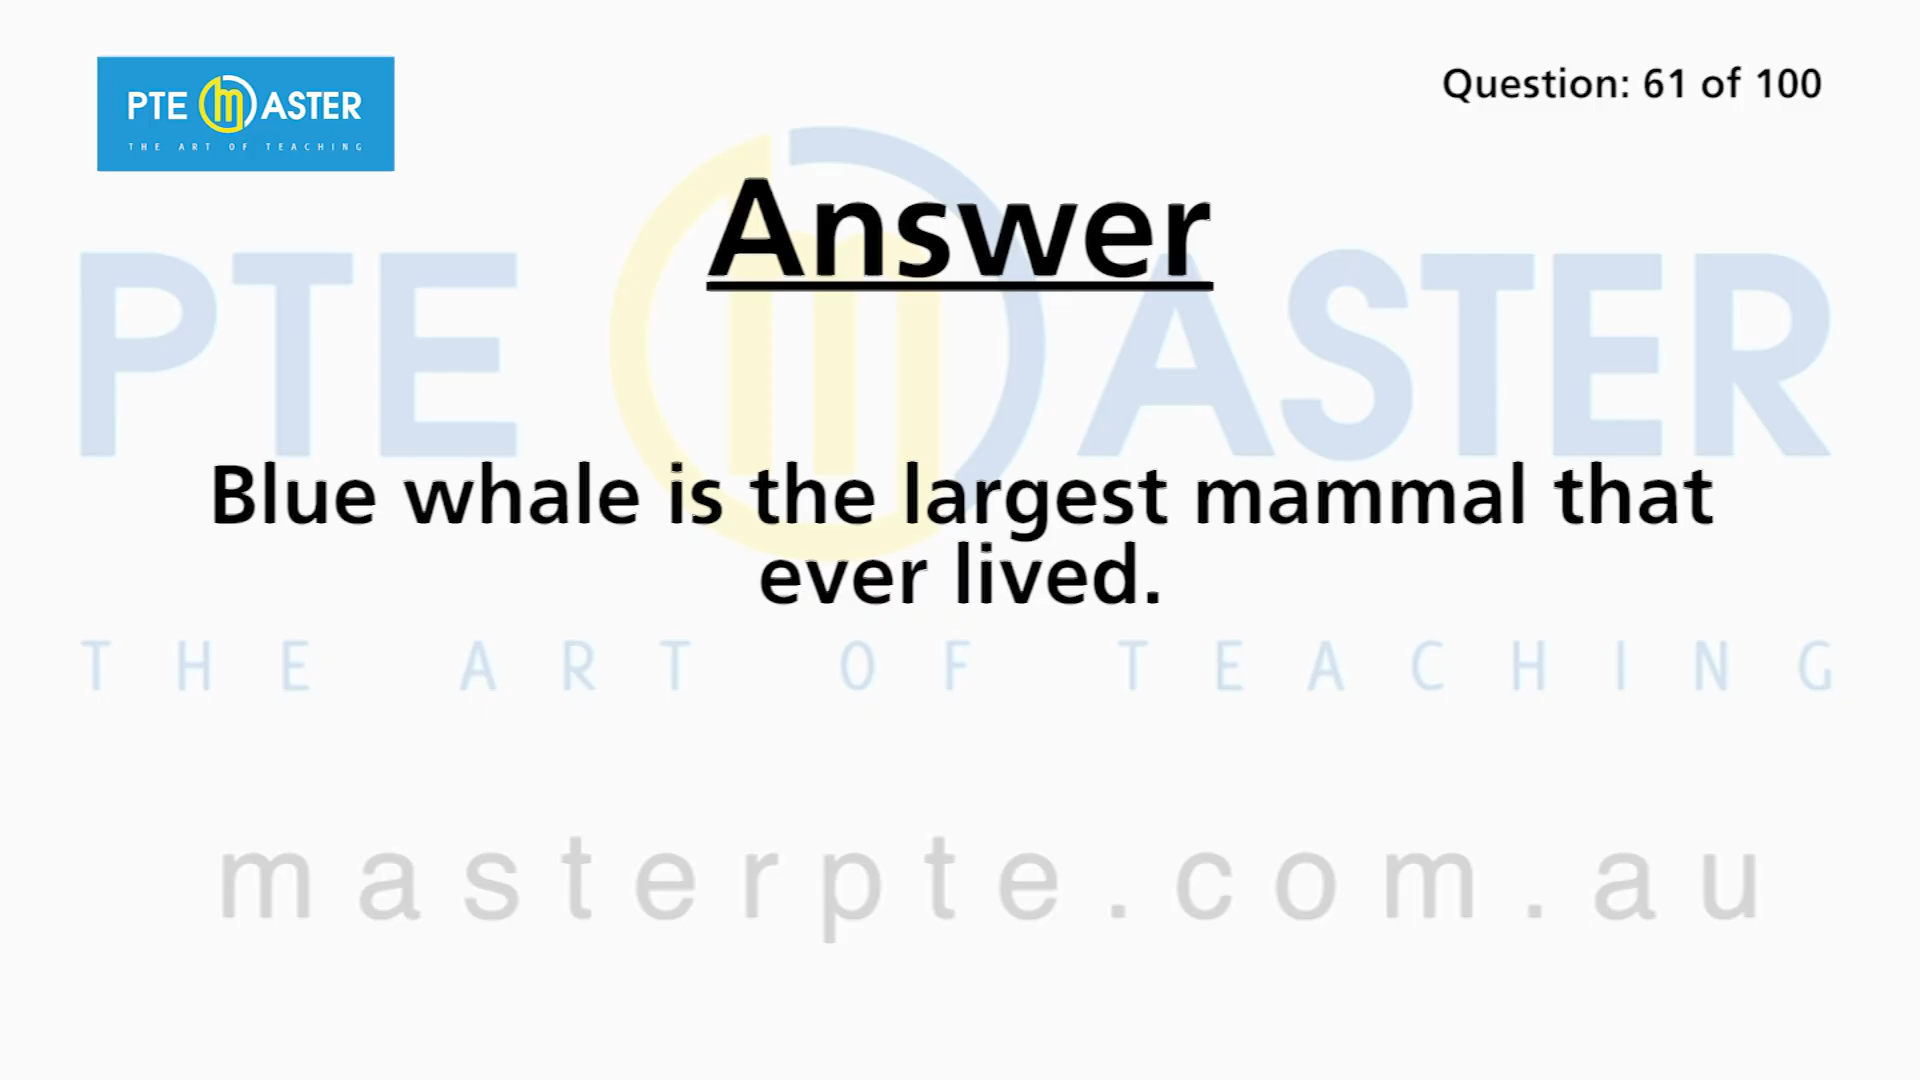 PTE MASTER
THE ART OF TEACHING
Question: 61 of 100
Answer
PTE MASTER
Blue whale is the largest mammal that
ever lived.
THE ART OF TEACHING
masterpte.com.au